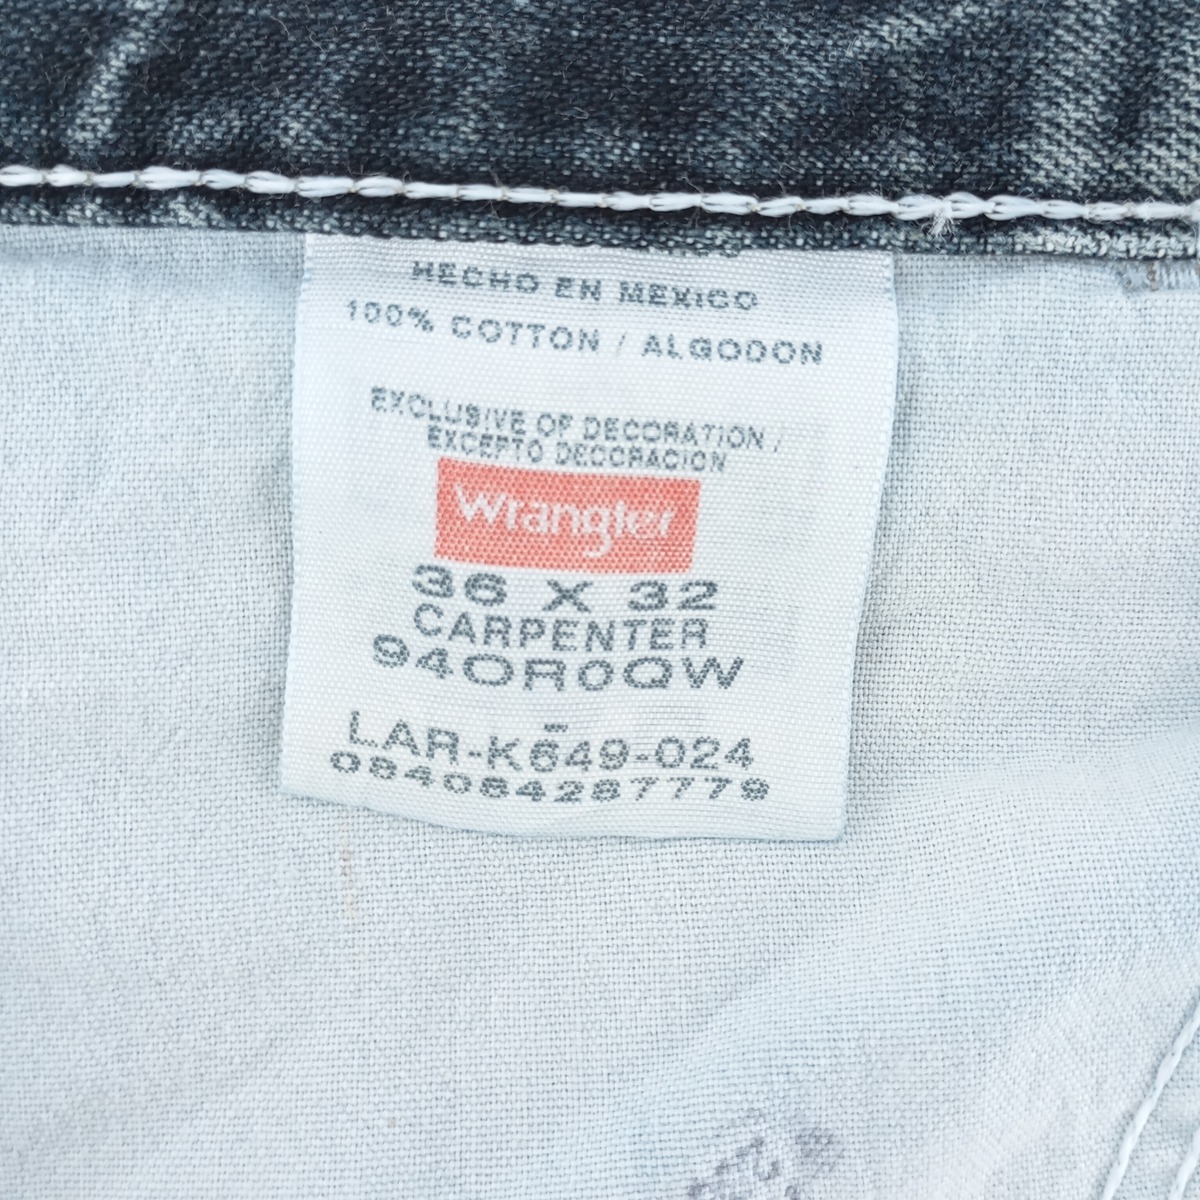 HECHO EN MEXICO
100% COTTON / ALGODON
EXCLUSIVE OF DECORATION /
EXCEPTO DECORACION
Wrangler
36 X 32
CARPENTER
94OR0QW
-
LAR-K649-024
084084287779